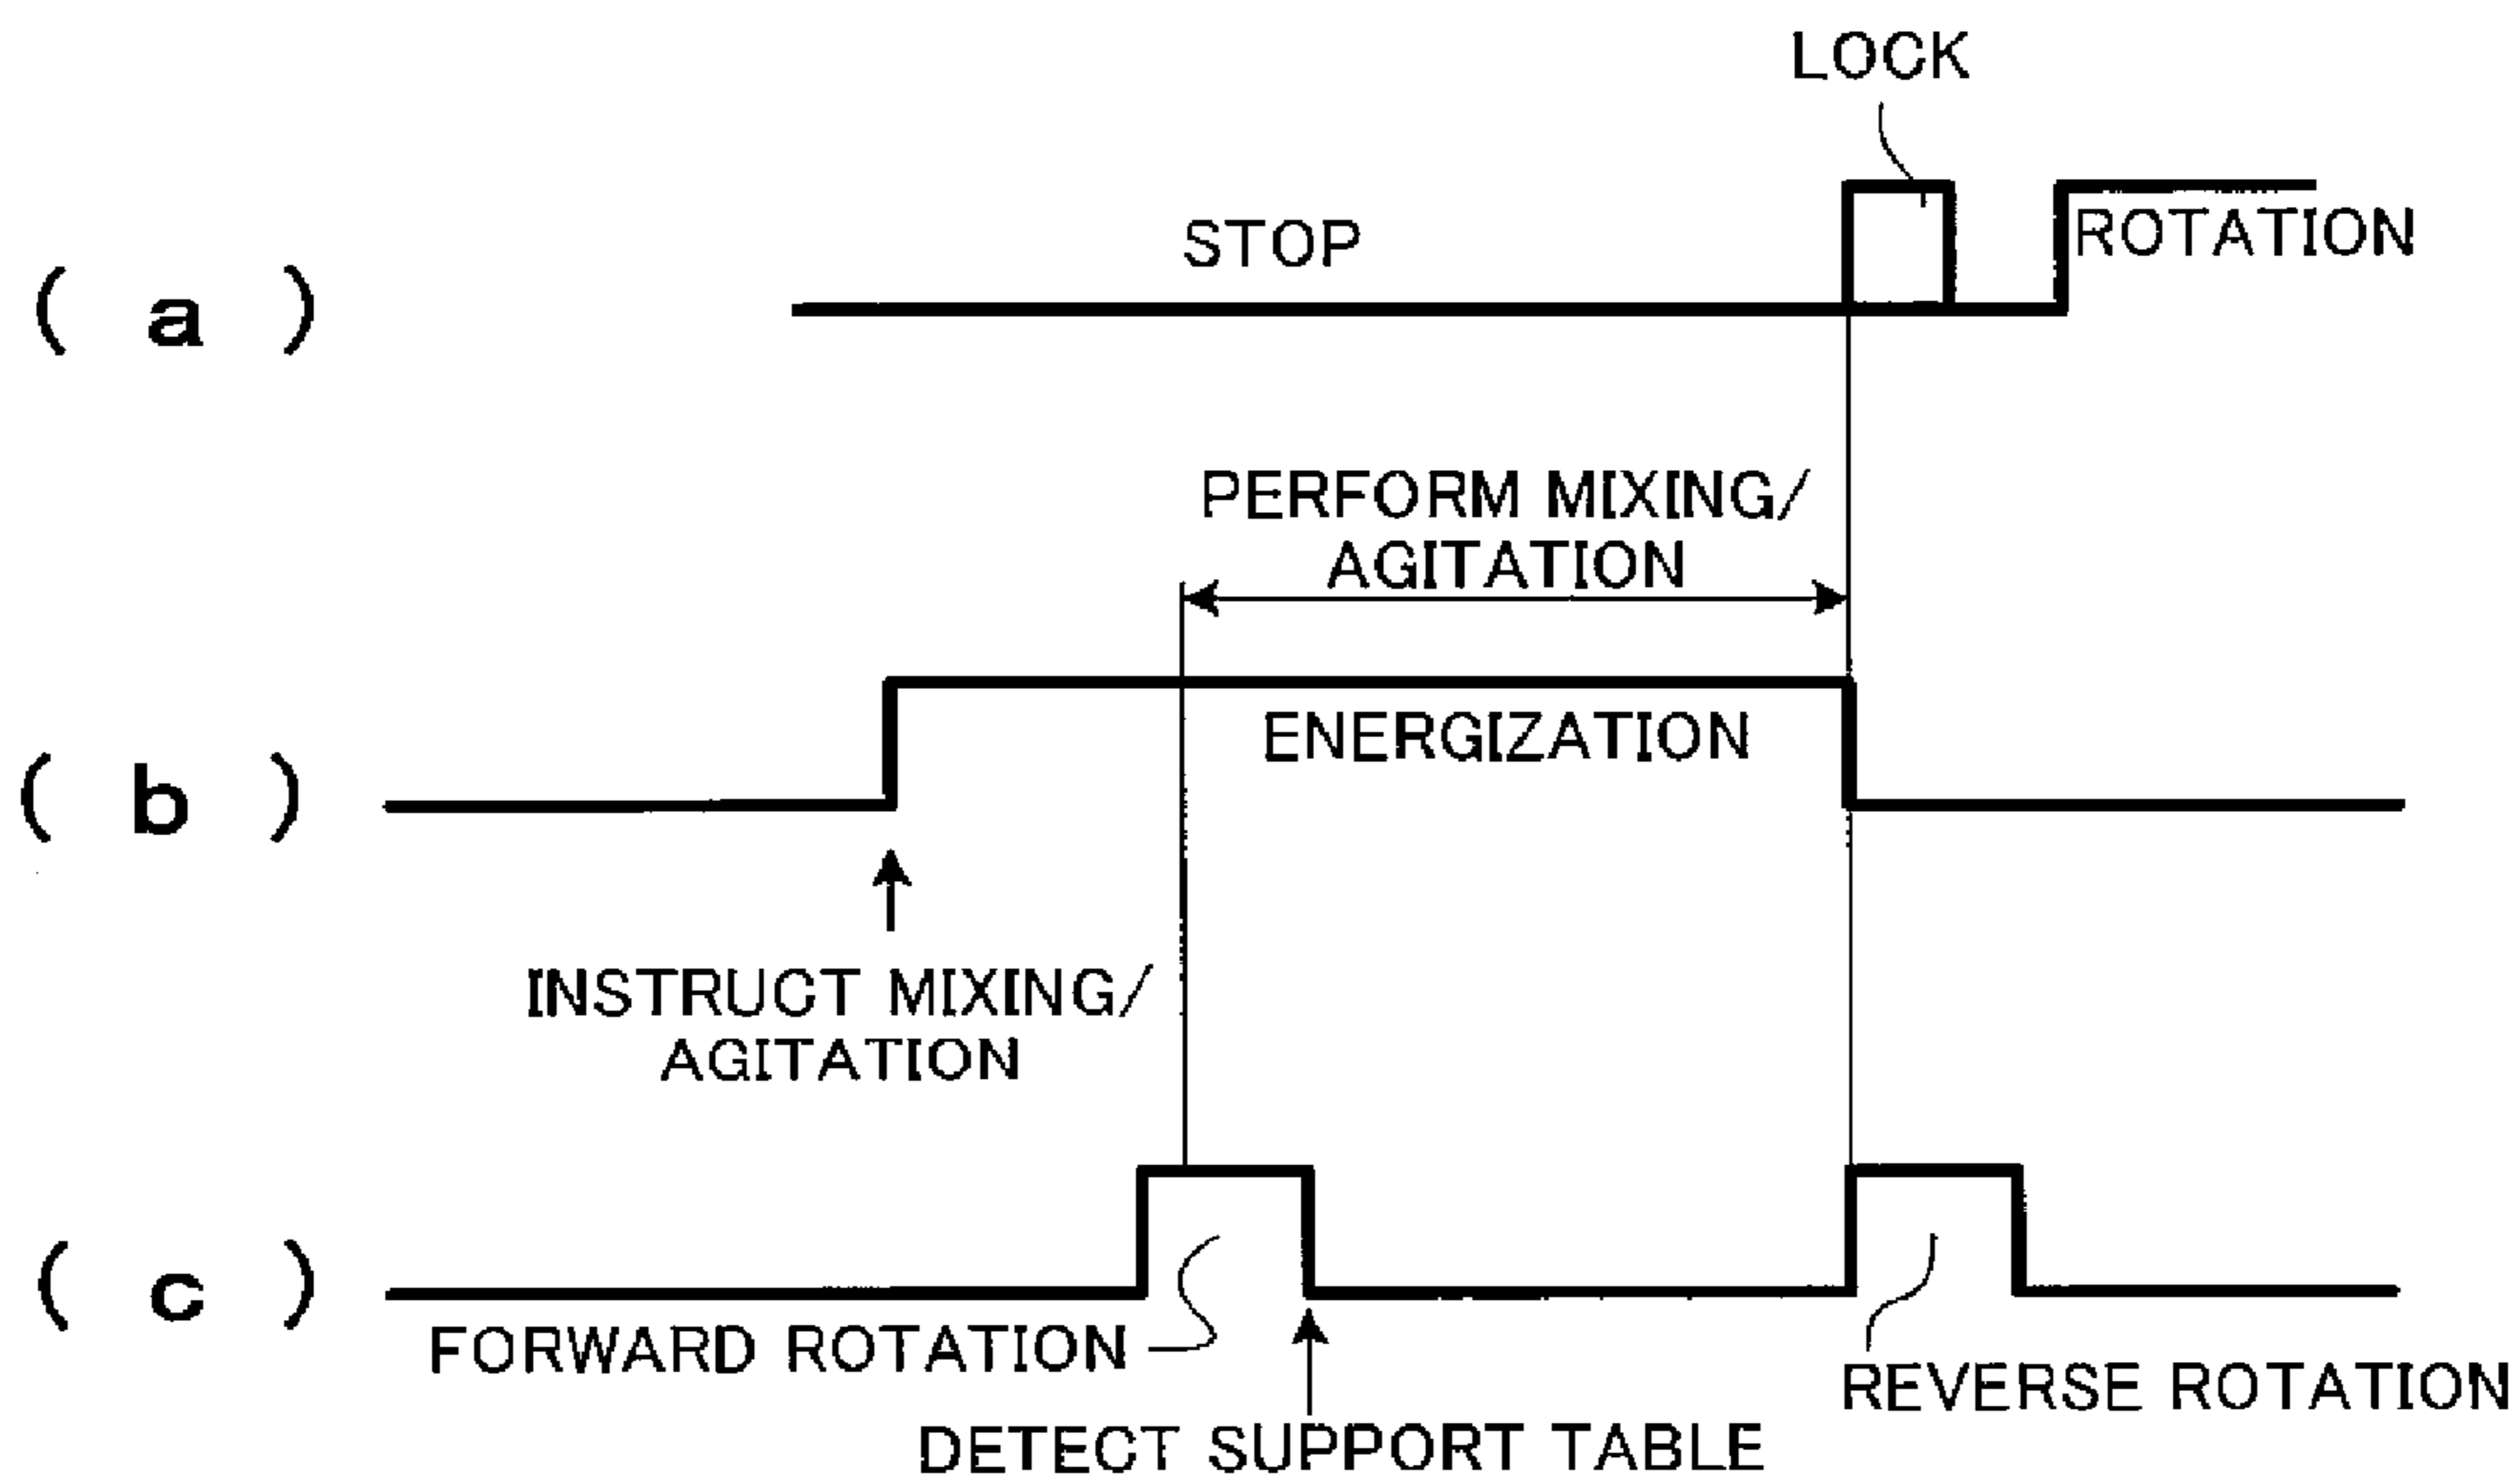 LOCK
STOP
ROTATION
( a )
PERFORM MIXING/
AGITATION
ENERGIZATION
( b )
INSTRUCT MIXING/
AGITATION
( c )
FORWARD ROTATION
REVERSE ROTATION
DETECT SUPPORT TABLE